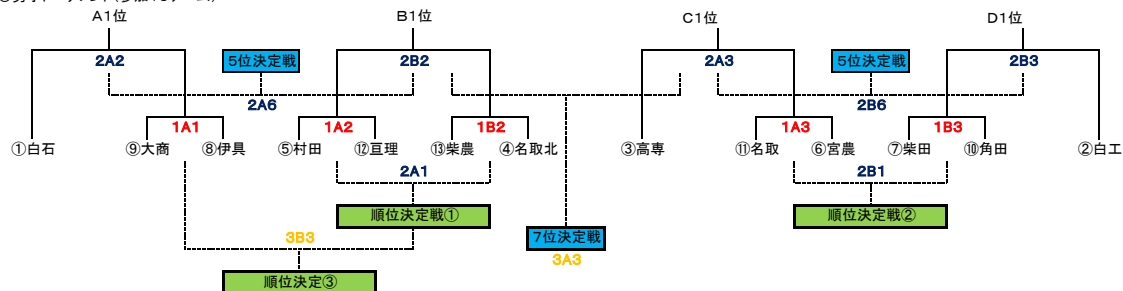 A1位 B1位 C1位 D1位
2A2 5位決定戦 2B2 2A3 5位決定戦 2B3
2A6 2B6
1A1 1A2 1B2 1A3 1B3
①白石 ⑨大商 ⑧伊具 ⑤村田 ⑫亘理 ⑬柴農 ④名取北 ③高専 ⑪名取 ⑥宮農 ⑦柴田 ⑩角田 ②白工
2A1 2B1
順位決定戦① 順位決定戦②
3B3 7位決定戦
3A3
順位決定③